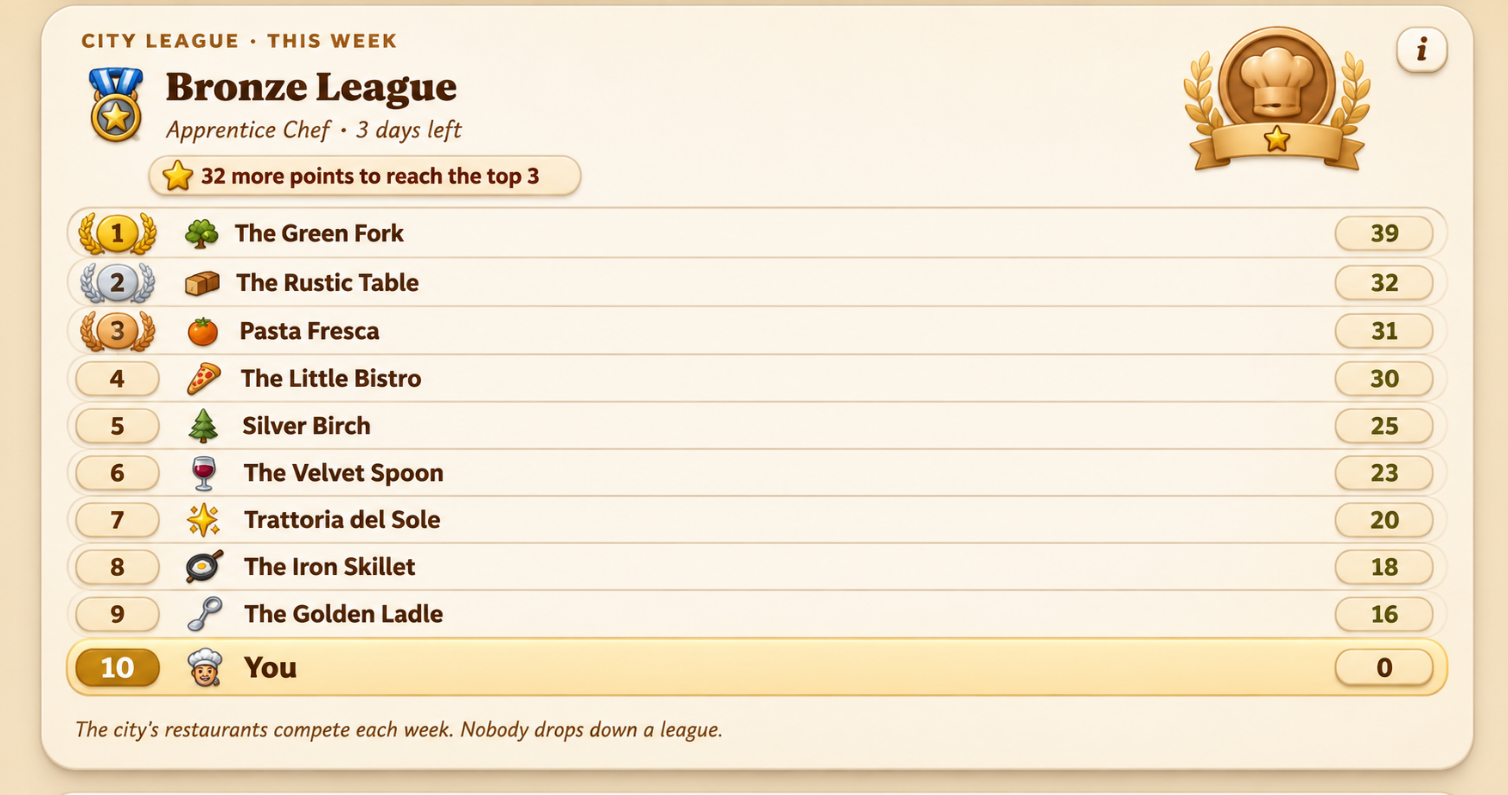 CITY LEAGUE · THIS WEEK
i
Bronze League
Apprentice Chef · 3 days left
32 more points to reach the top 3
1 The Green Fork 39
2 The Rustic Table 32
3 Pasta Fresca 31
4 The Little Bistro 30
5 Silver Birch 25
6 The Velvet Spoon 23
7 Trattoria del Sole 20
8 The Iron Skillet 18
9 The Golden Ladle 16
10 You 0
The city's restaurants compete each week. Nobody drops down a league.